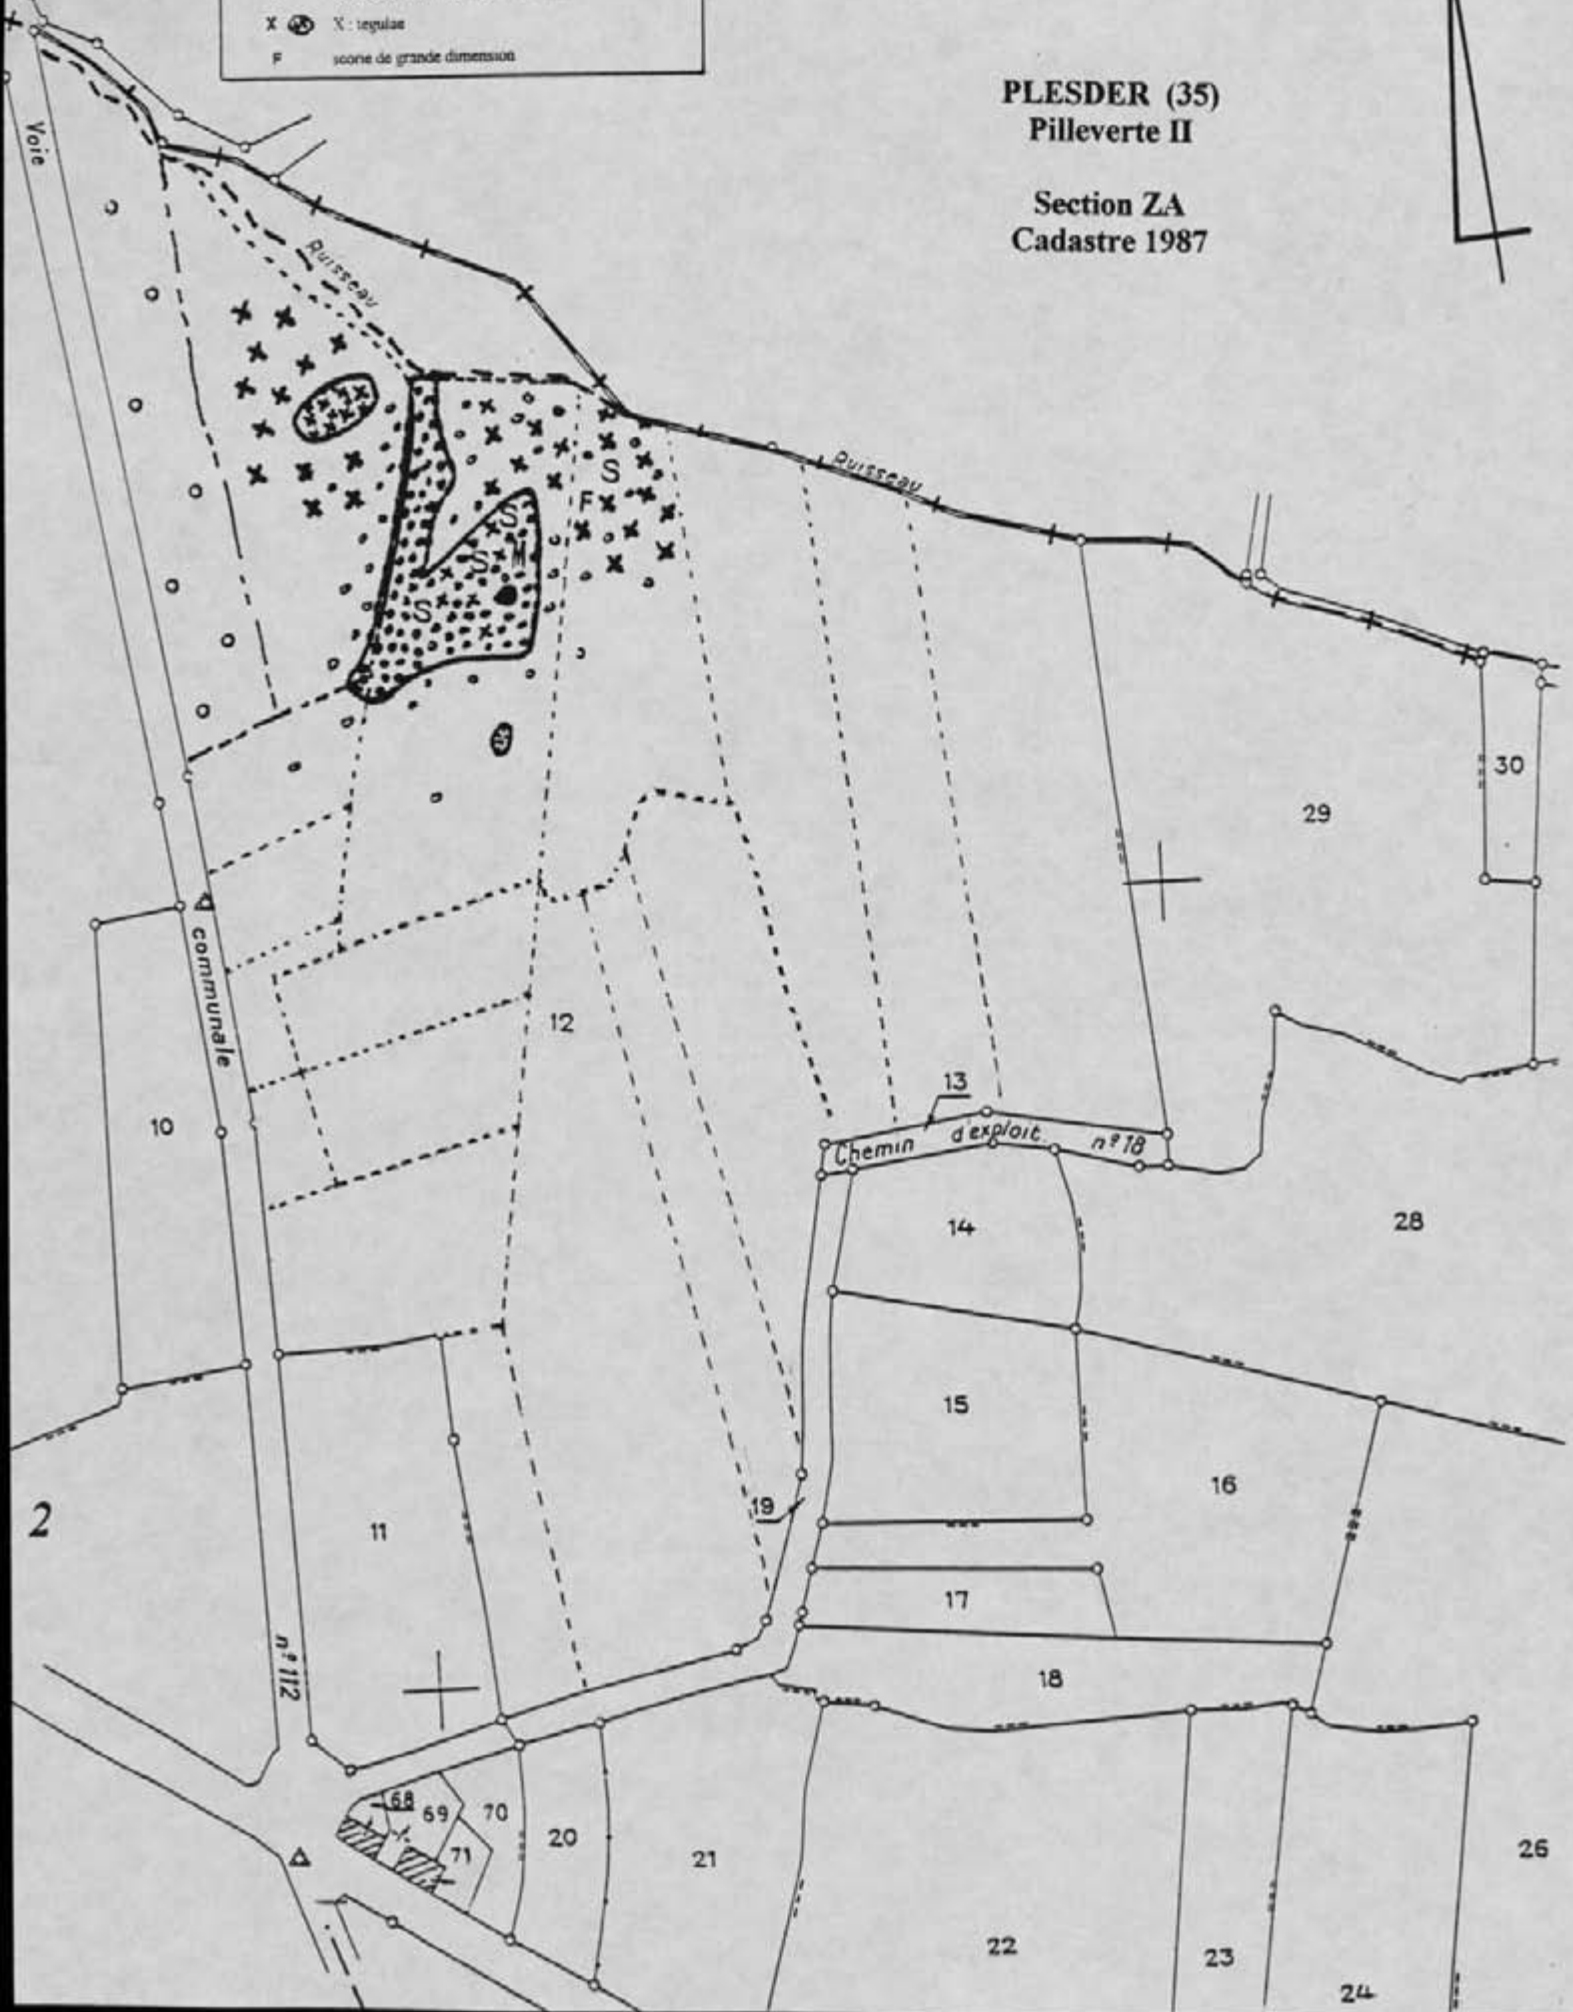 X X : tegulae
F scorie de grande dimension
PLESDER (35)
Pilleverte II
Section ZA
Cadastre 1987
Voie
Ruisseau
Ruisseau
S
F
S
S
M
S
30
29
communale
12
13
10
Chemin d'exploit. nº 18
14
28
15
16
19
2
11
17
nº 112
18
68
69
70
71
20
21
26
22
23
24